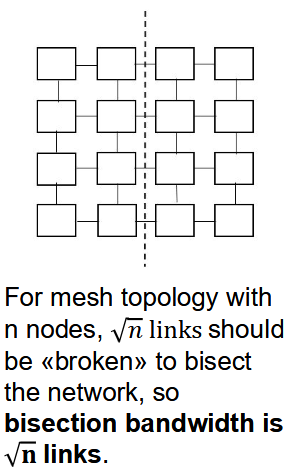 For mesh topology with
n nodes, √n links should
be «broken» to bisect
the network, so
bisection bandwidth is
√n links.